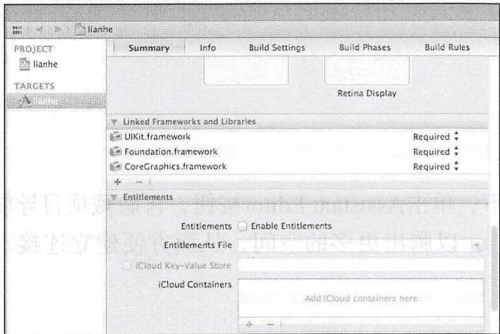 lianhe
PROJECT
lianhe
TARGETS
lianhe
Summary Info Build Settings Build Phases Build Rules
Retina Display
Linked Frameworks and Libraries
UIKit.framework Required
Foundation.framework Required
CoreGraphics.framework Required
Entitlements
Entitlements Enable Entitlements
Entitlements File
iCloud Key-Value Store
iCloud Containers
Add iCloud containers here